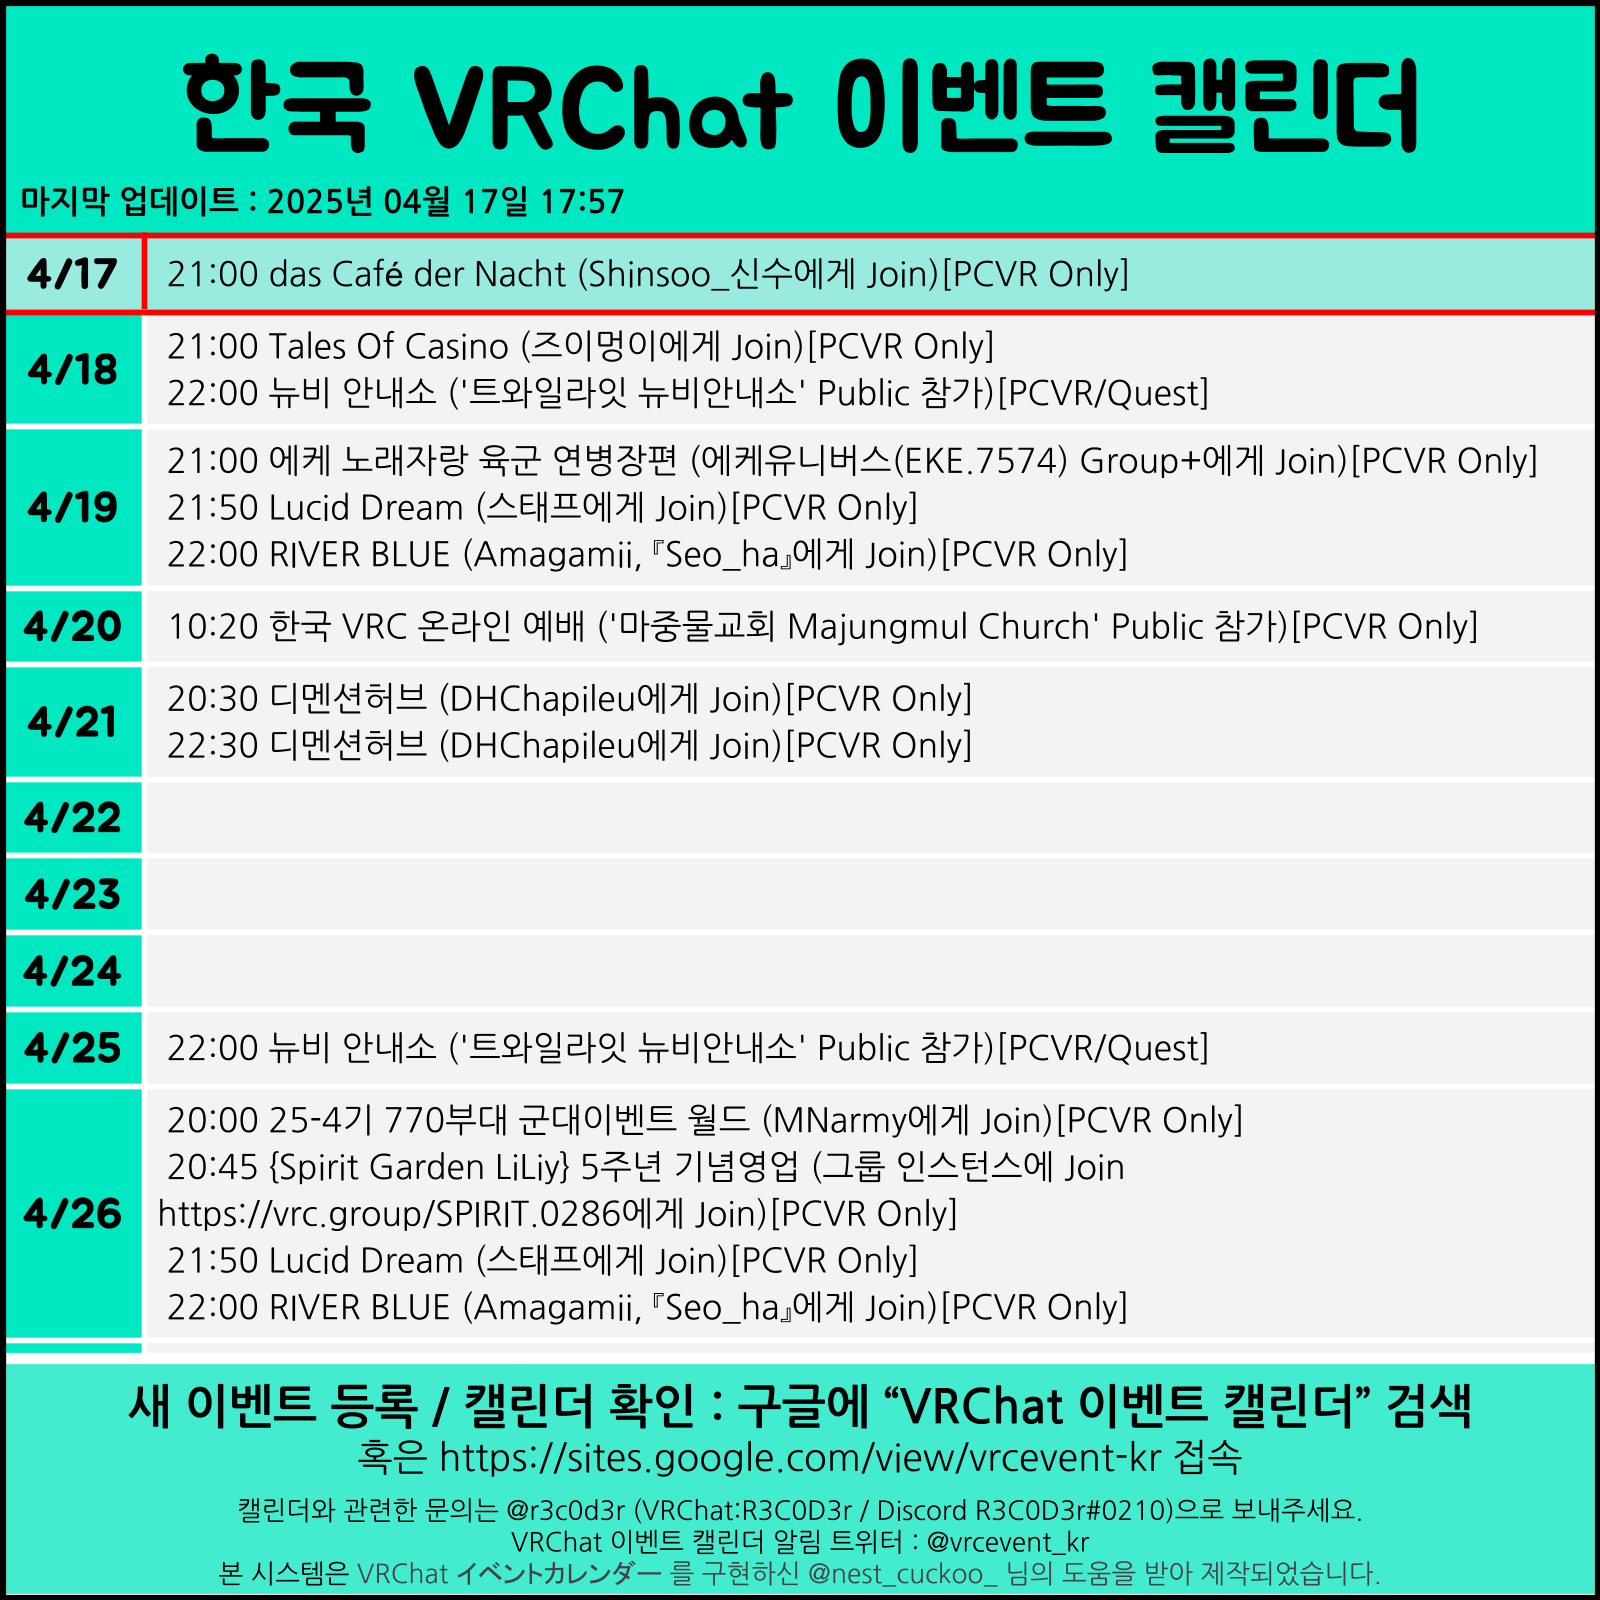 한국 VRChat 이벤트 캘린더
마지막 업데이트 : 2025년 04월 17일 17:57
4/17
21:00 das Café der Nacht (Shinsoo_신수에게 Join)[PCVR Only]
4/18
21:00 Tales Of Casino (즈이멍이에게 Join)[PCVR Only]
22:00 뉴비 안내소 ('트와일라잇 뉴비안내소' Public 참가)[PCVR/Quest]
4/19
21:00 에케 노래자랑 육군 연병장편 (에케유니버스(EKE.7574) Group+에게 Join)[PCVR Only]
21:50 Lucid Dream (스태프에게 Join)[PCVR Only]
22:00 RIVER BLUE (Amagamii,『Seo_ha』에게 Join)[PCVR Only]
4/20
10:20 한국 VRC 온라인 예배 ('마중물교회 Majungmul Church' Public 참가)[PCVR Only]
4/21
20:30 디멘션허브 (DHChapileu에게 Join)[PCVR Only]
22:30 디멘션허브 (DHChapileu에게 Join)[PCVR Only]
4/22
4/23
4/24
4/25
22:00 뉴비 안내소 ('트와일라잇 뉴비안내소' Public 참가)[PCVR/Quest]
4/26
20:00 25-4기 770부대 군대이벤트 월드 (MNarmy에게 Join)[PCVR Only]
20:45 {Spirit Garden LiLiy} 5주년 기념영업 (그룹 인스턴스에 Join
https://vrc.group/SPIRIT.0286에게 Join)[PCVR Only]
21:50 Lucid Dream (스태프에게 Join)[PCVR Only]
22:00 RIVER BLUE (Amagamii,『Seo_ha』에게 Join)[PCVR Only]
새 이벤트 등록 / 캘린더 확인 : 구글에 “VRChat 이벤트 캘린더” 검색
혹은 https://sites.google.com/view/vrcevent-kr 접속
캘린더와 관련한 문의는 @r3c0d3r (VRChat:R3C0D3r / Discord R3C0D3r#0210)으로 보내주세요.
VRChat 이벤트 캘린더 알림 트위터 : @vrcevent_kr
본 시스템은 VRChat イベントカレンダー 를 구현하신 @nest_cuckoo_ 님의 도움을 받아 제작되었습니다.